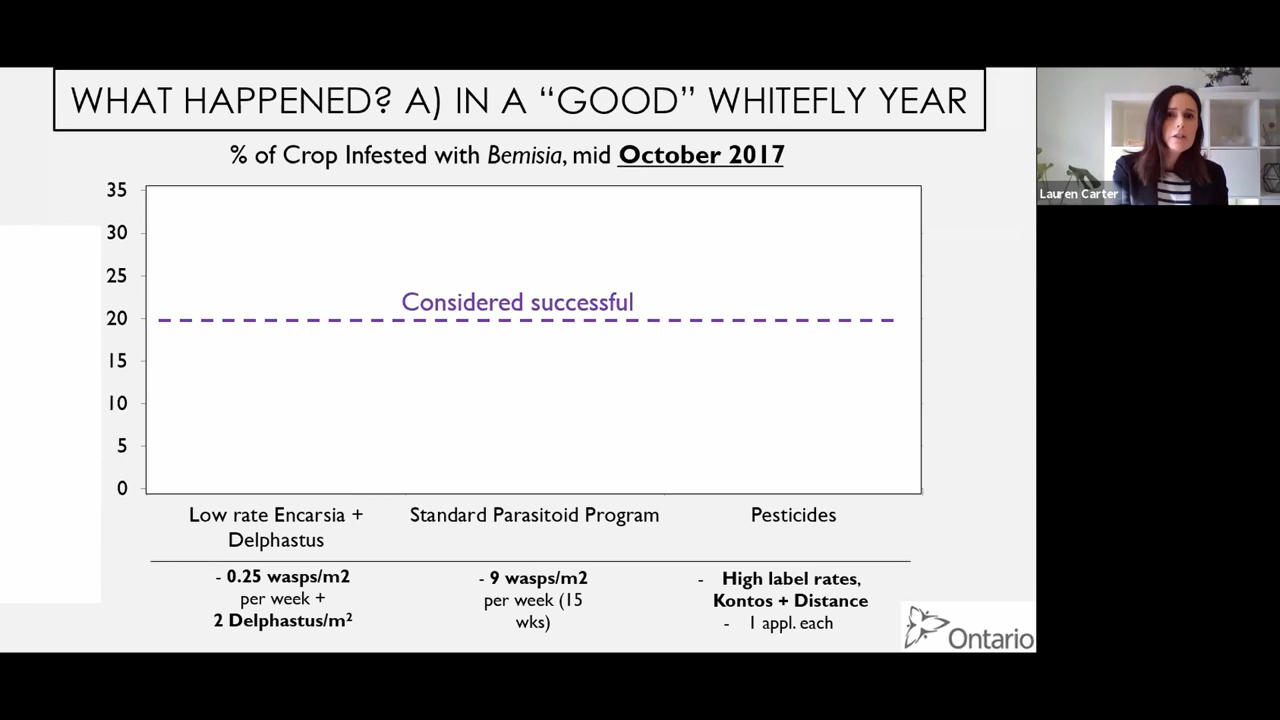 WHAT HAPPENED? A) IN A “GOOD” WHITEFLY YEAR
% of Crop Infested with Bemisia, mid October 2017
35
30
25
20
15
10
5
0
Considered successful
Low rate Encarsia +
Delphastus
Standard Parasitoid Program
Pesticides
- 0.25 wasps/m2
per week +
2 Delphastus/m²
- 9 wasps/m2
per week (15
wks)
- High label rates,
Kontos + Distance
- 1 appl. each
Ontario
Lauren Carter